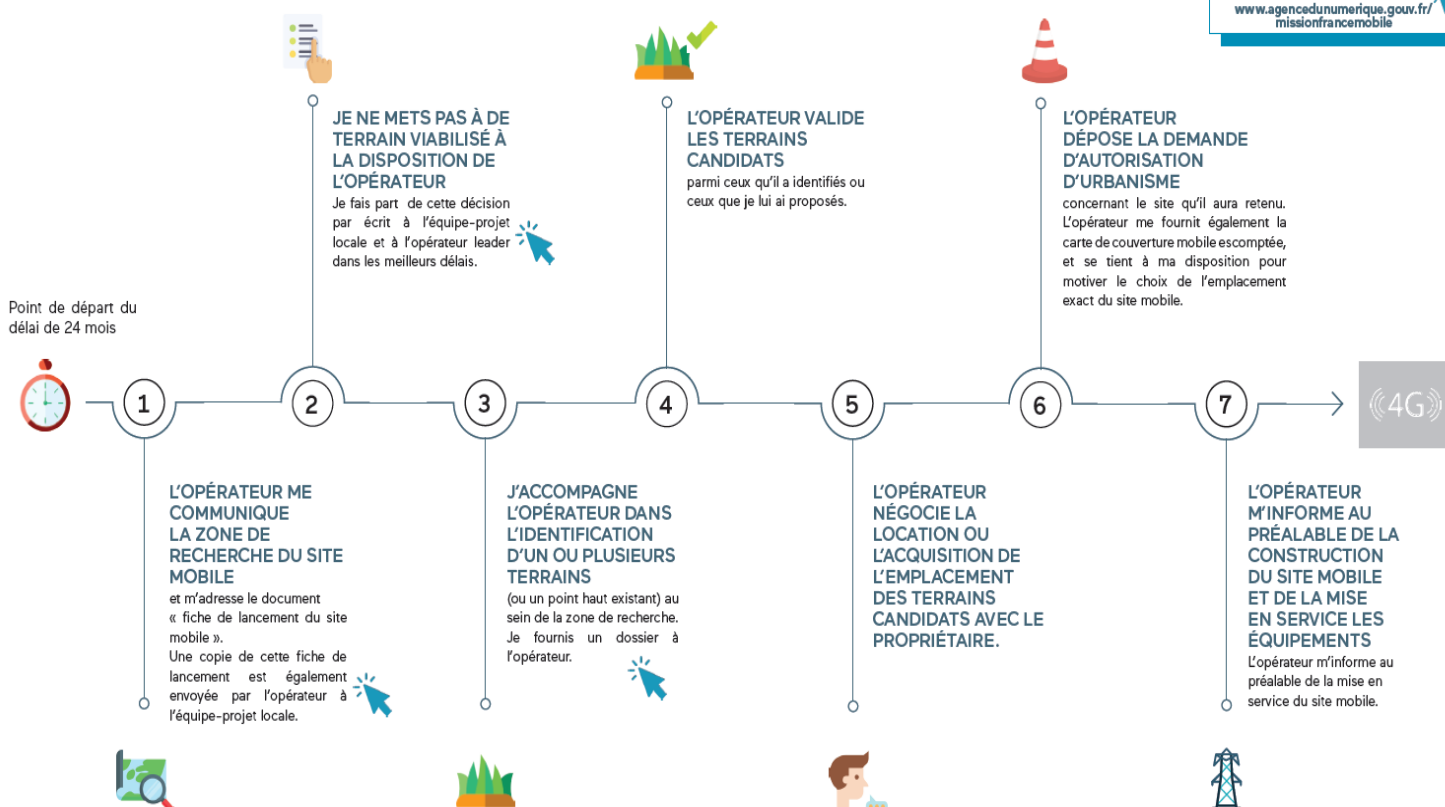 www.agencedunumerique.gouv.fr/
missionfrancemobile
JE NE METS PAS À DE
TERRAIN VIABILISÉ À
LA DISPOSITION DE
L'OPÉRATEUR
Je fais part de cette décision
par écrit à l'équipe-projet
locale et à l'opérateur leader
dans les meilleurs délais.
L'OPÉRATEUR VALIDE
LES TERRAINS
CANDIDATS
parmi ceux qu'il a identifiés ou
ceux que je lui ai proposés.
L'OPÉRATEUR
DÉPOSE LA DEMANDE
D'AUTORISATION
D'URBANISME
concernant le site qu'il aura retenu.
L'opérateur me fournit également la
carte de couverture mobile escomptée,
et se tient à ma disposition pour
motiver le choix de l'emplacement
exact du site mobile.
Point de départ du
délai de 24 mois
1
2
3
4
5
6
7
((4G))
L'OPÉRATEUR ME
COMMUNIQUE
LA ZONE DE
RECHERCHE DU SITE
MOBILE
et m'adresse le document
« fiche de lancement du site
mobile ».
Une copie de cette fiche de
lancement est également
envoyée par l'opérateur à
l'équipe-projet locale.
J'ACCOMPAGNE
L'OPÉRATEUR DANS
L'IDENTIFICATION
D'UN OU PLUSIEURS
TERRAINS
(ou un point haut existant) au
sein de la zone de recherche.
Je fournis un dossier à
l'opérateur.
L'OPÉRATEUR
NÉGOCIE LA
LOCATION OU
L'ACQUISITION DE
L'EMPLACEMENT
DES TERRAINS
CANDIDATS AVEC LE
PROPRIÉTAIRE.
L'OPÉRATEUR
M'INFORME AU
PRÉALABLE DE LA
CONSTRUCTION
DU SITE MOBILE
ET DE LA MISE
EN SERVICE LES
ÉQUIPEMENTS
L'opérateur m'informe au
préalable de la mise en
service du site mobile.